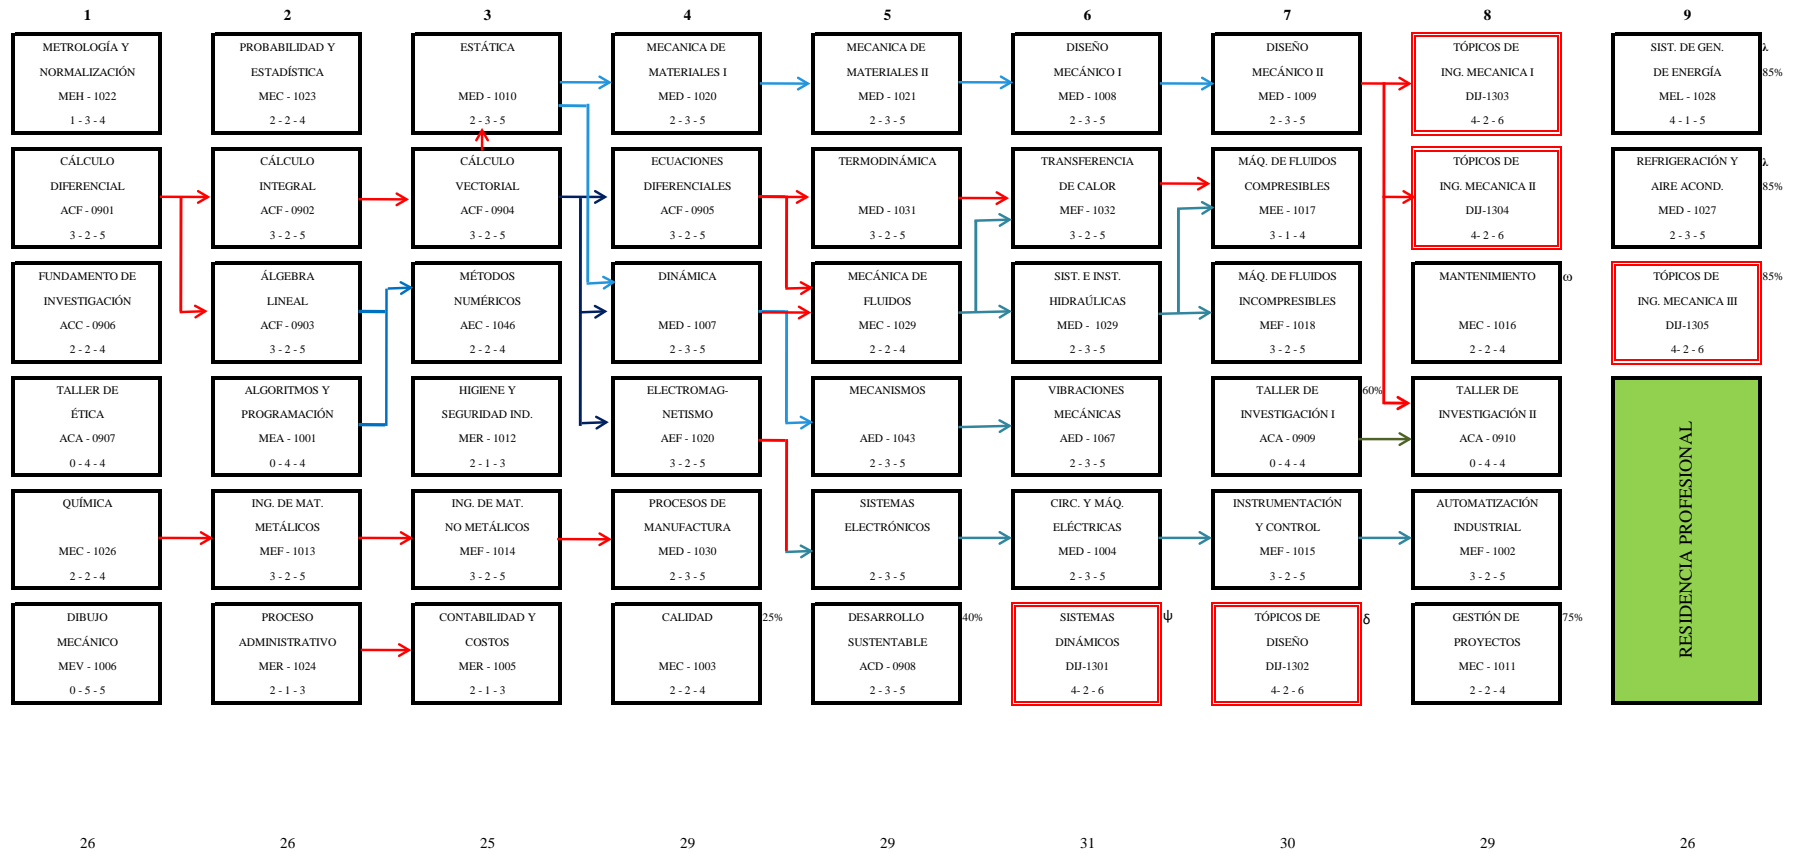 1
2
3
4
5
6
7
8
9
METROLOGÍA Y
NORMALIZACIÓN
MEH - 1022
1 - 3 - 4
PROBABILIDAD Y
ESTADÍSTICA
MEC - 1023
2 - 2 - 4
ESTÁTICA
MED - 1010
2 - 3 - 5
MECANICA DE
MATERIALES I
MED - 1020
2 - 3 - 5
MECANICA DE
MATERIALES II
MED - 1021
2 - 3 - 5
DISEÑO
MECÁNICO I
MED - 1008
2 - 3 - 5
DISEÑO
MECÁNICO II
MED - 1009
2 - 3 - 5
TÓPICOS DE
ING. MECANICA I
DIJ-1303
4- 2 - 6
SIST. DE GEN.
DE ENERGÍA
MEL - 1028
4 - 1 - 5
λ
85%
CÁLCULO
DIFERENCIAL
ACF - 0901
3 - 2 - 5
CÁLCULO
INTEGRAL
ACF - 0902
3 - 2 - 5
CÁLCULO
VECTORIAL
ACF - 0904
3 - 2 - 5
ECUACIONES
DIFERENCIALES
ACF - 0905
3 - 2 - 5
TERMODINÁMICA
MED - 1031
3 - 2 - 5
TRANSFERENCIA
DE CALOR
MEF - 1032
3 - 2 - 5
MÁQ. DE FLUIDOS
COMPRESIBLES
MEE - 1017
3 - 1 - 4
TÓPICOS DE
ING. MECANICA II
DIJ-1304
4- 2 - 6
REFRIGERACIÓN Y
AIRE ACOND.
MED - 1027
2 - 3 - 5
λ
85%
FUNDAMENTO DE
INVESTIGACIÓN
ACC - 0906
2 - 2 - 4
ÁLGEBRA
LINEAL
ACF - 0903
3 - 2 - 5
MÉTODOS
NUMÉRICOS
AEC - 1046
2 - 2 - 4
DINÁMICA
MED - 1007
2 - 3 - 5
MECÁNICA DE
FLUIDOS
MEC - 1029
2 - 2 - 4
SIST. E INST.
HIDRAÚLICAS
MED - 1029
2 - 3 - 5
MÁQ. DE FLUIDOS
INCOMPRESIBLES
MEF - 1018
3 - 2 - 5
MANTENIMIENTO
MEC - 1016
2 - 2 - 4
ω
TÓPICOS DE
ING. MECANICA III
DIJ-1305
4- 2 - 6
85%
TALLER DE
ÉTICA
ACA - 0907
0 - 4 - 4
ALGORITMOS Y
PROGRAMACIÓN
MEA - 1001
0 - 4 - 4
HIGIENE Y
SEGURIDAD IND.
MER - 1012
2 - 1 - 3
ELECTROMAG-
NETISMO
AEF - 1020
3 - 2 - 5
MECANISMOS
AED - 1043
2 - 3 - 5
VIBRACIONES
MECÁNICAS
AED - 1067
2 - 3 - 5
TALLER DE
INVESTIGACIÓN I
ACA - 0909
0 - 4 - 4
60%
TALLER DE
INVESTIGACIÓN II
ACA - 0910
0 - 4 - 4
RESIDENCIA PROFESIONAL
QUÍMICA
MEC - 1026
2 - 2 - 4
ING. DE MAT.
METÁLICOS
MEF - 1013
3 - 2 - 5
ING. DE MAT.
NO METÁLICOS
MEF - 1014
3 - 2 - 5
PROCESOS DE
MANUFACTURA
MED - 1030
2 - 3 - 5
SISTEMAS
ELECTRÓNICOS
2 - 3 - 5
CIRC. Y MÁQ.
ELÉCTRICAS
MED - 1004
2 - 3 - 5
INSTRUMENTACIÓN
Y CONTROL
MEF - 1015
3 - 2 - 5
AUTOMATIZACIÓN
INDUSTRIAL
MEF - 1002
3 - 2 - 5
DIBUJO
MECÁNICO
MEV - 1006
0 - 5 - 5
PROCESO
ADMINISTRATIVO
MER - 1024
2 - 1 - 3
CONTABILIDAD Y
COSTOS
MER - 1005
2 - 1 - 3
CALIDAD
MEC - 1003
2 - 2 - 4
25%
DESARROLLO
SUSTENTABLE
ACD - 0908
2 - 3 - 5
40%
SISTEMAS
DINÁMICOS
DIJ-1301
4- 2 - 6
ψ
TÓPICOS DE
DISEÑO
DIJ-1302
4- 2 - 6
δ
GESTIÓN DE
PROYECTOS
MEC - 1011
2 - 2 - 4
75%
26
26
25
29
29
31
30
29
26